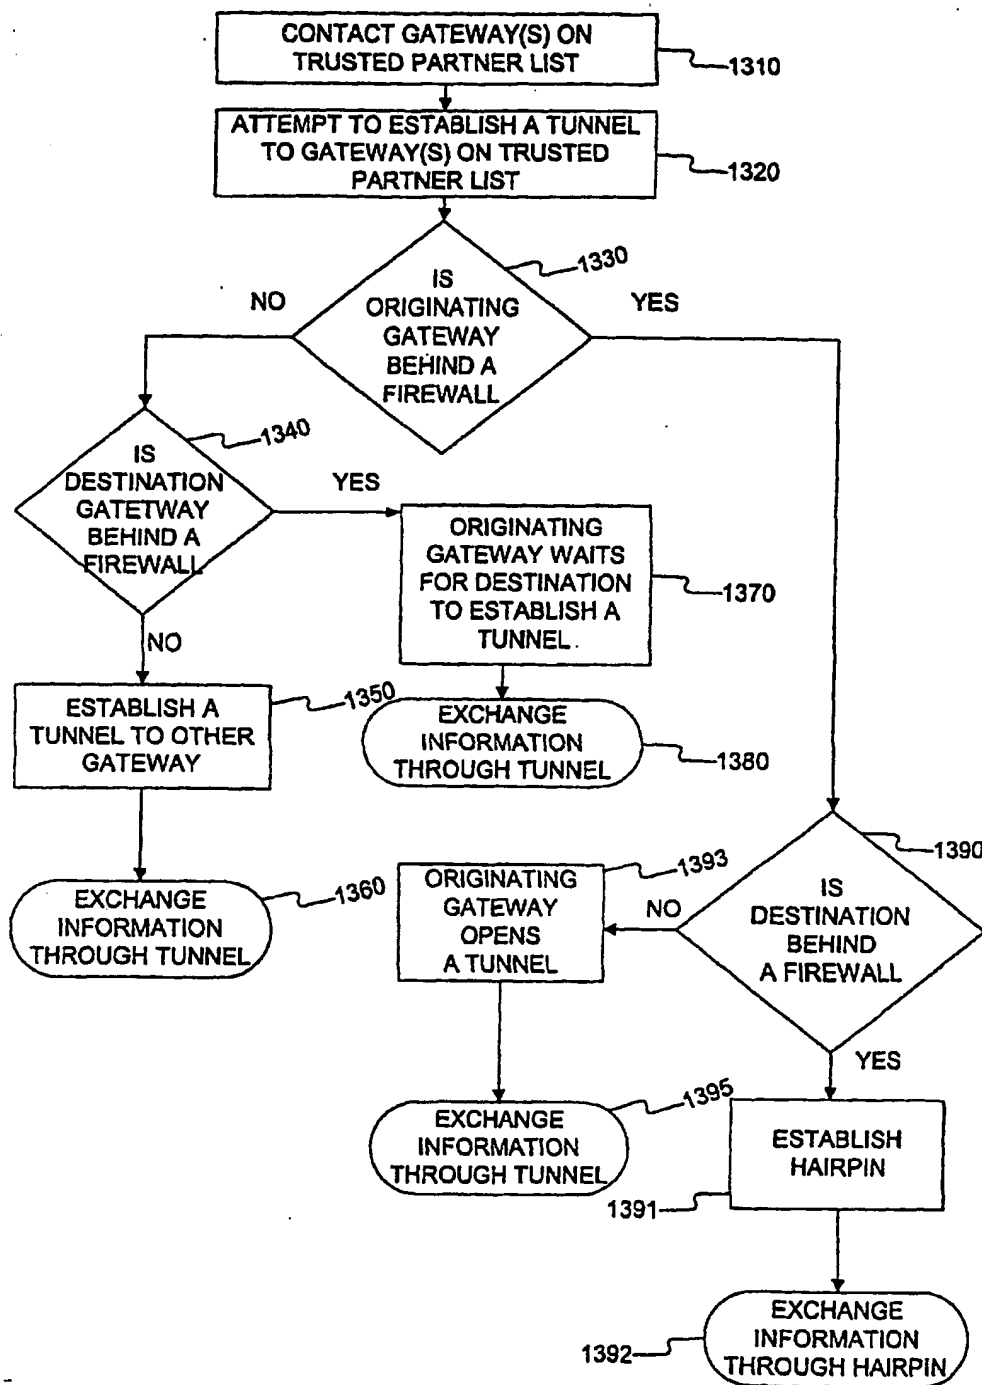 CONTACT GATEWAY(S) ON
TRUSTED PARTNER LIST
1310
ATTEMPT TO ESTABLISH A TUNNEL
TO GATEWAY(S) ON TRUSTED
PARTNER LIST
1320
1330
IS
ORIGINATING
GATEWAY
BEHIND A
FIREWALL
NO
YES
1340
IS
DESTINATION
GATETWAY
BEHIND A
FIREWALL
YES
NO
ORIGINATING
GATEWAY WAITS
FOR DESTINATION
TO ESTABLISH A
TUNNEL.
1370
1350
ESTABLISH A
TUNNEL TO OTHER
GATEWAY
EXCHANGE
INFORMATION
THROUGH TUNNEL
1380
1360
EXCHANGE
INFORMATION
THROUGH TUNNEL
1390
IS
DESTINATION
BEHIND
A FIREWALL
NO
YES
1393
ORIGINATING
GATEWAY
OPENS
A TUNNEL
1395
EXCHANGE
INFORMATION
THROUGH TUNNEL
ESTABLISH
HAIRPIN
1391
EXCHANGE
INFORMATION
THROUGH HAIRPIN
1392